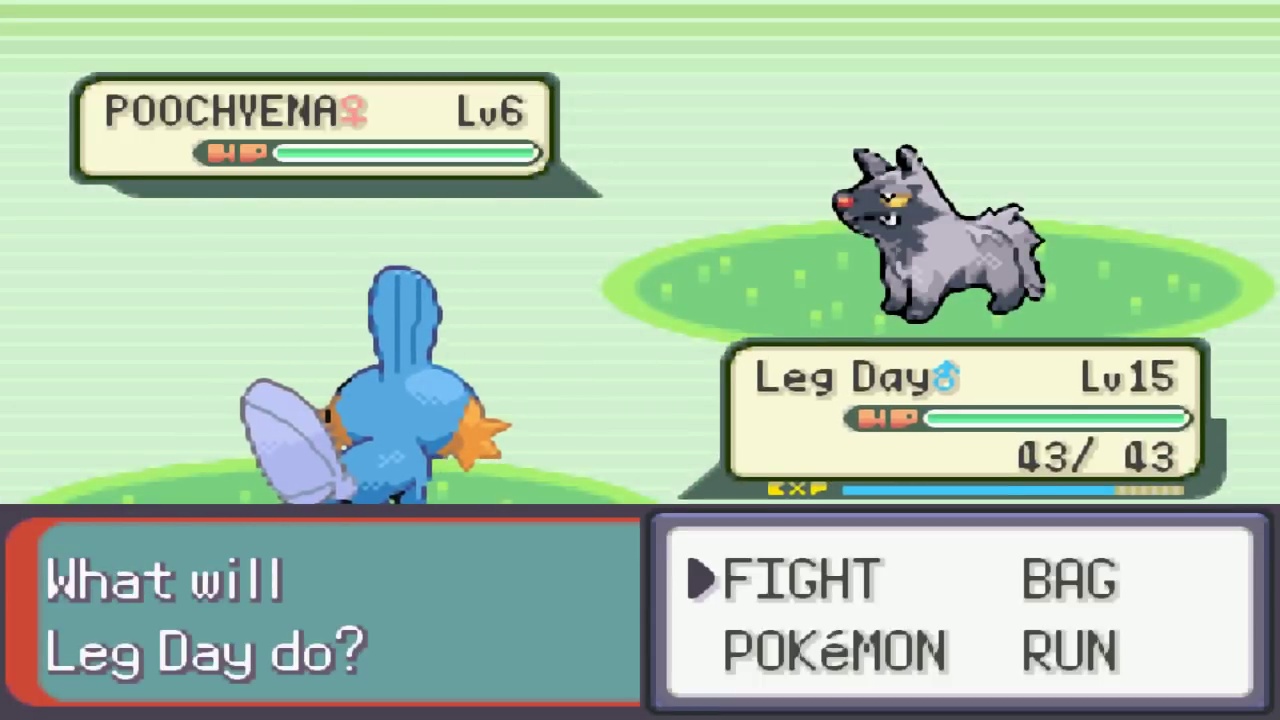 POOCHYENA♀ Lv6
HP
Leg Day♂ Lv15
HP
43/ 43
EXP
What will
Leg Day do?
FIGHT BAG
POKéMON RUN